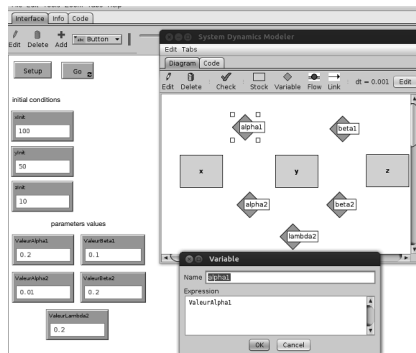 Interface Info Code
Edit Delete Add Button
Setup Go
initial conditions
xInit
100
yInit
50
zInit
10
parameters values
ValeurAlpha1
0.2
ValeurBeta1
0.1
ValeurAlpha2
0.01
ValeurBeta2
0.2
ValeurLambda2
0.2
System Dynamics Modeler
Edit Tabs
Diagram Code
Edit Delete Check Stock Variable Flow Link dt = 0.001 Edit
alpha1
beta1
x
y
z
alpha2
beta2
lambda2
Variable
Name alpha1
Expression
ValeurAlpha1
OK Cancel